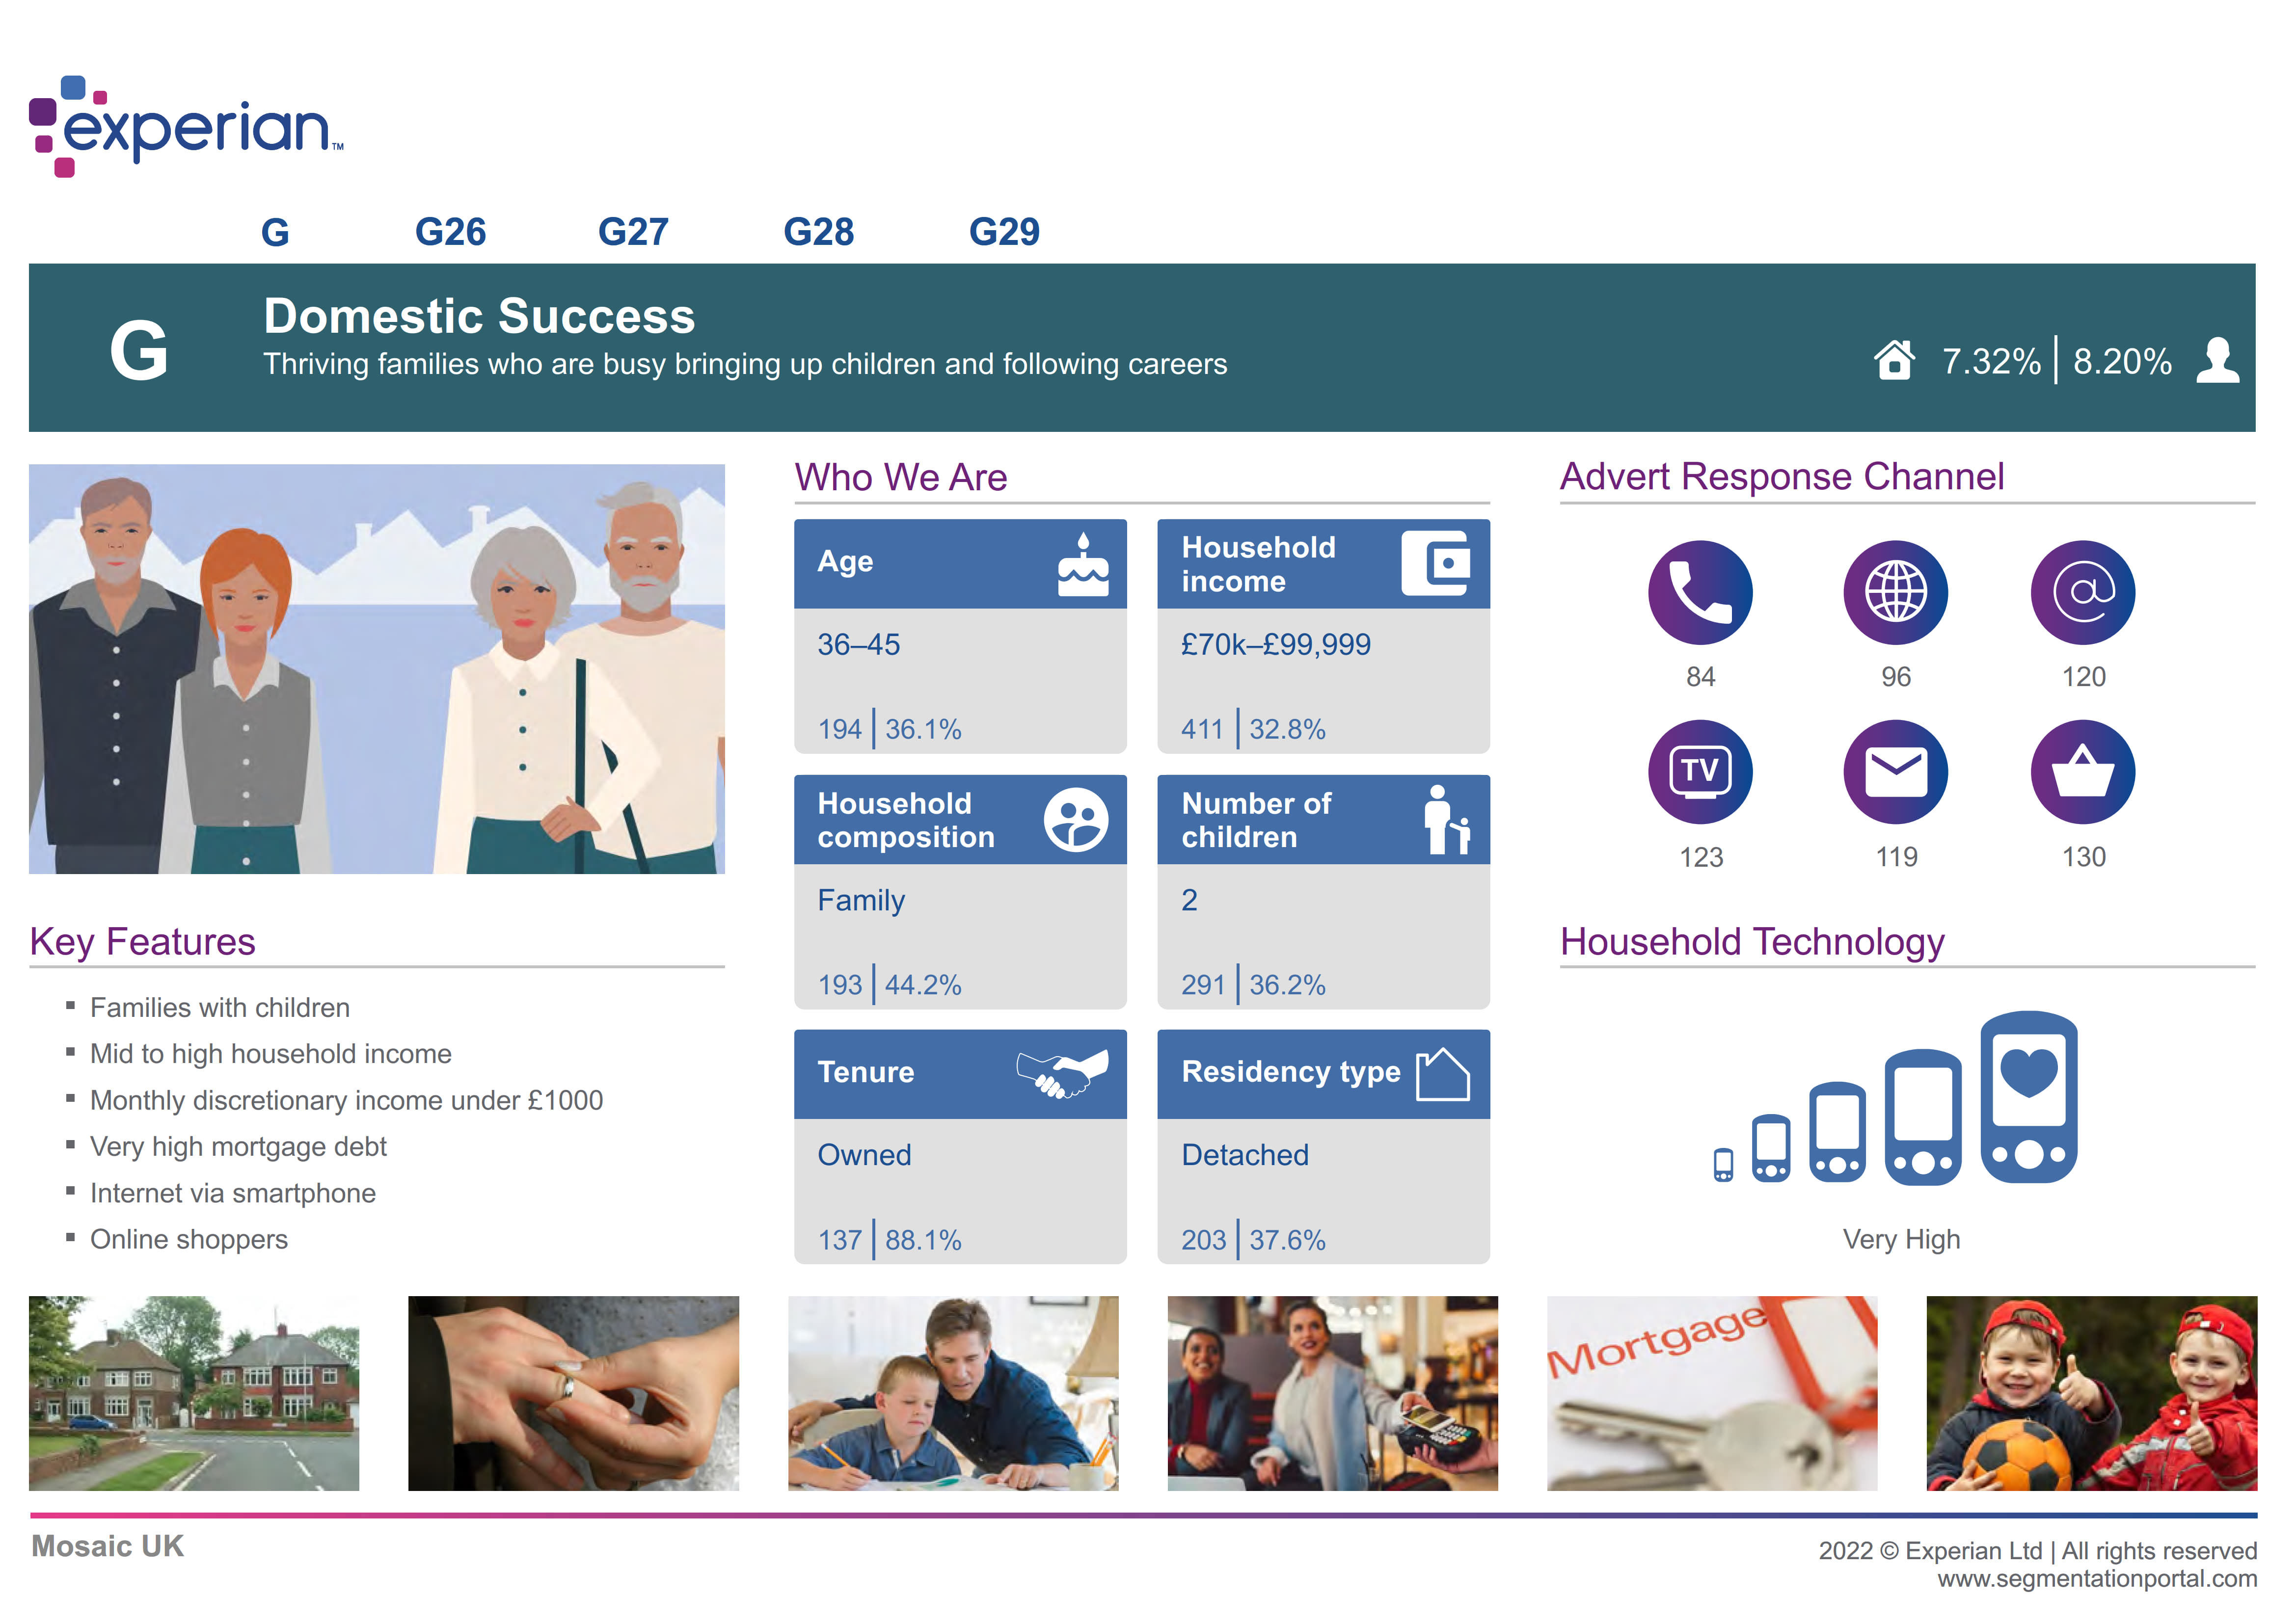 experian™
G G26 G27 G28 G29
G
Domestic Success
Thriving families who are busy bringing up children and following careers
7.32% | 8.20%
Key Features
▪ Families with children
▪ Mid to high household income
▪ Monthly discretionary income under £1000
▪ Very high mortgage debt
▪ Internet via smartphone
▪ Online shoppers
Who We Are
Age
36–45
194 | 36.1%
Household
income
£70k–£99,999
411 | 32.8%
Household
composition
Family
193 | 44.2%
Number of
children
2
291 | 36.2%
Tenure
Owned
137 | 88.1%
Residency type
Detached
203 | 37.6%
Advert Response Channel
@
84 96 120
TV
123 119 130
Household Technology
Very High
Mortgage
Mosaic UK
2022 © Experian Ltd | All rights reserved
www.segmentationportal.com